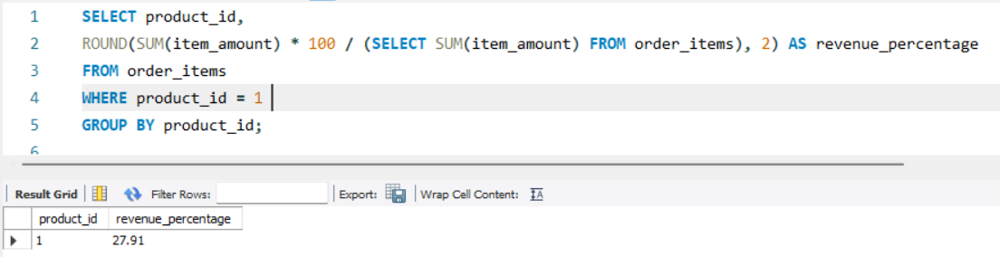 1 SELECT product_id,
2 ROUND(SUM(item_amount) * 100 / (SELECT SUM(item_amount) FROM order_items), 2) AS revenue_percentage
3 FROM order_items
4 WHERE product_id = 1
5 GROUP BY product_id;
6
Result Grid Filter Rows: Export: Wrap Cell Content:
product_id revenue_percentage
1 27.91